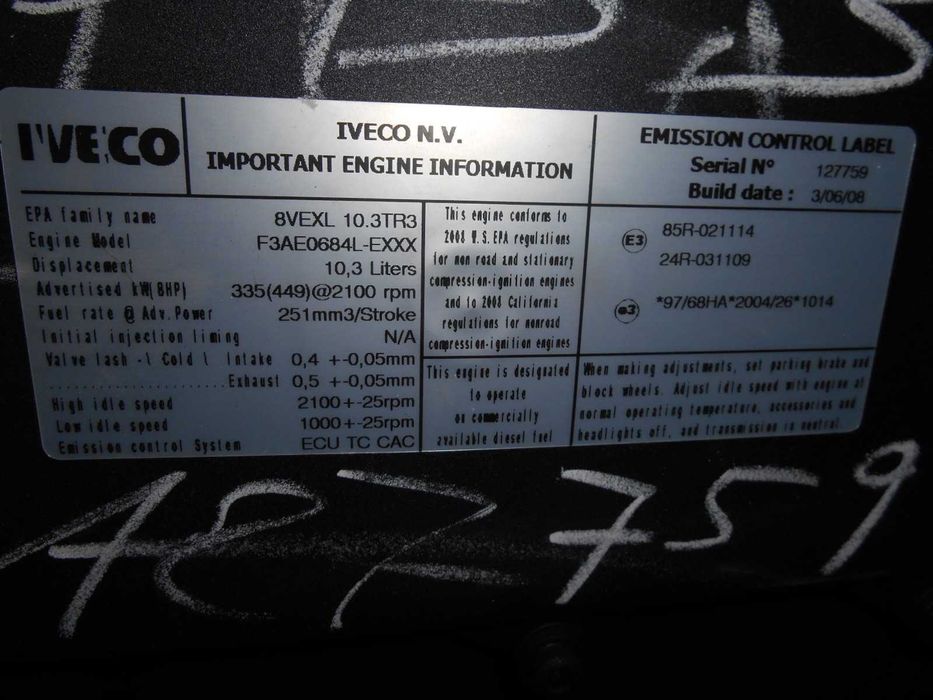 IVECO
IVECO N.V.
IMPORTANT ENGINE INFORMATION
EMISSION CONTROL LABEL
Serial N° 127759
Build date : 3/06/08
EPA family name 8VEXL 10.3TR3
Engine Model F3AE0684L-EXXX
Displacement 10,3 Liters
Advertised kW(BHP) 335(449)@2100 rpm
Fuel rate @ Adv.Power 251mm3/Stroke
Initial injection timing N/A
Valve lash -( Cold ( Intake 0,4 +-0,05mm
........................Exhaust 0,5 +-0,05mm
High idle speed 2100+-25rpm
Low idle speed 1000+-25rpm
Emission control System ECU TC CAC
This engine conforms to
2008 U.S. EPA regulations
for non road and stationary
compression-ignition engines
and to 2008 California
regulations for nonroad
compression-ignition engines
This engine is designated
to operate
on commercially
available diesel fuel
E3 85R-021114
24R-031109
e3 *97/68HA*2004/26*1014
When making adjustments, set parking brake and
block wheels. Adjust idle speed with engine at
normal operating temperature, accessories and
headlights off, and transmission is neutral.
759